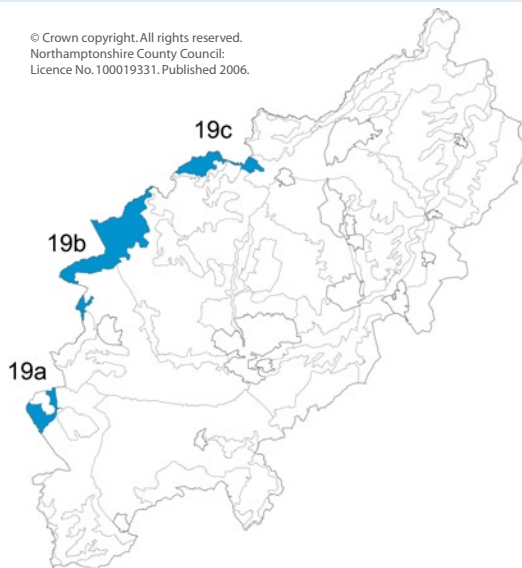 © Crown copyright. All rights reserved.
Northamptonshire County Council:
Licence No. 100019331. Published 2006.
19c
19b
19a